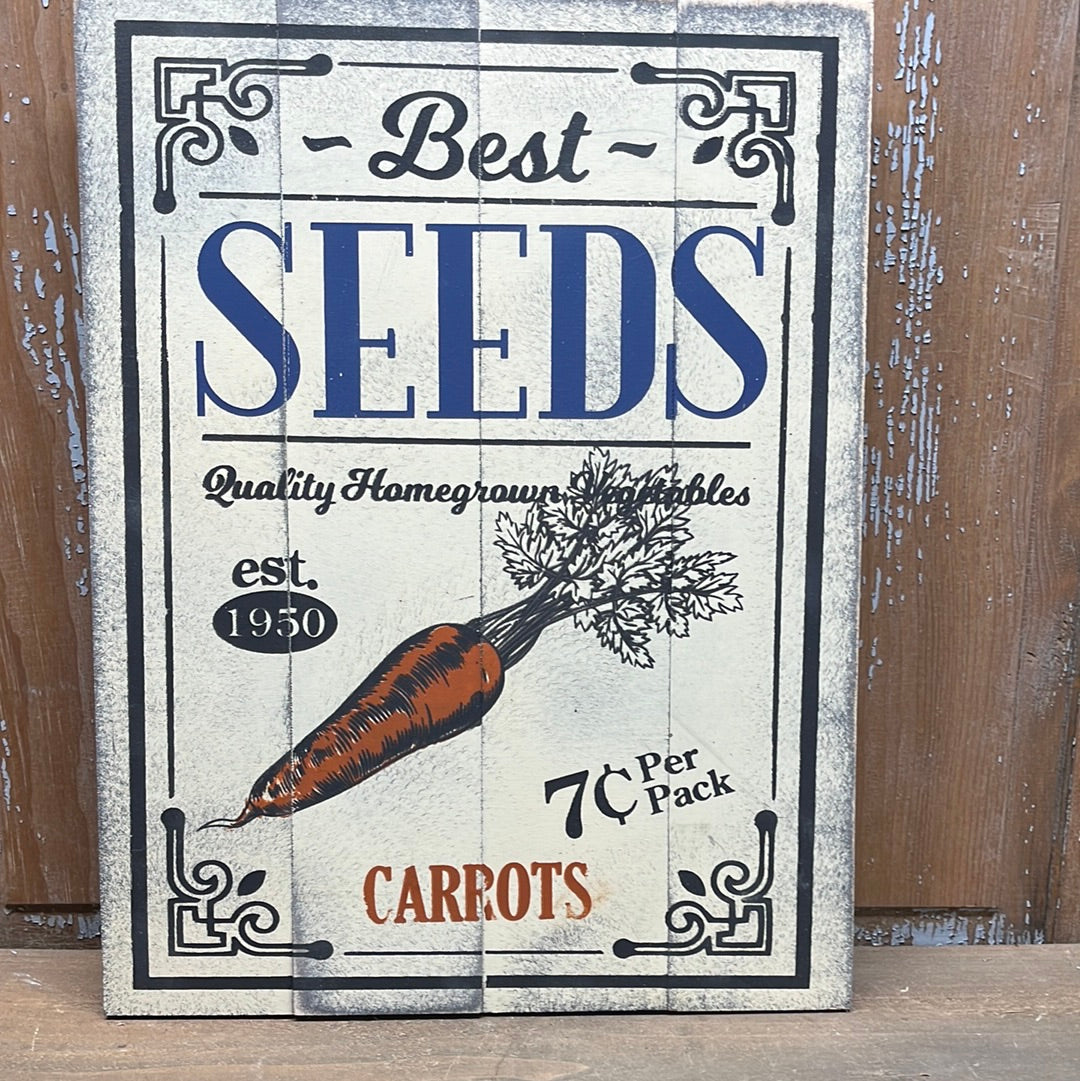 ~ Best ~
SEEDS
Quality Homegrown Vegetables
est.
1950
7¢ Per
Pack
CARROTS